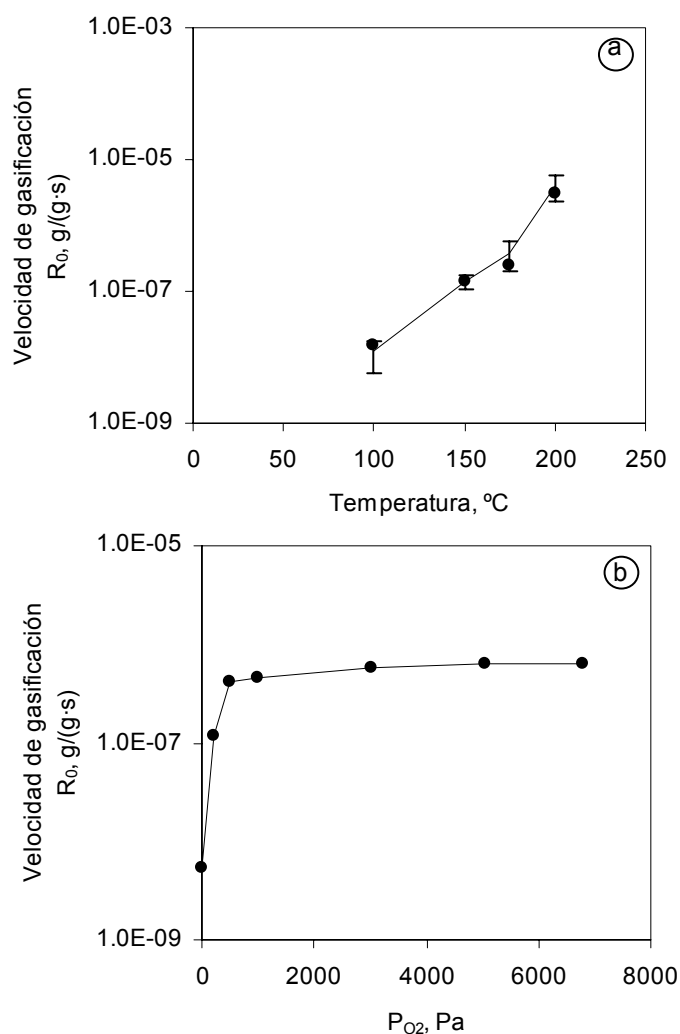 1.0E-03
1.0E-05
1.0E-07
1.0E-09
Velocidad de gasificación
R₀, g/(g·s)
a
0 50 100 150 200 250
Temperatura, ºC
1.0E-05
1.0E-07
1.0E-09
Velocidad de gasificación
R₀, g/(g·s)
b
0 2000 4000 6000 8000
P_O2, Pa